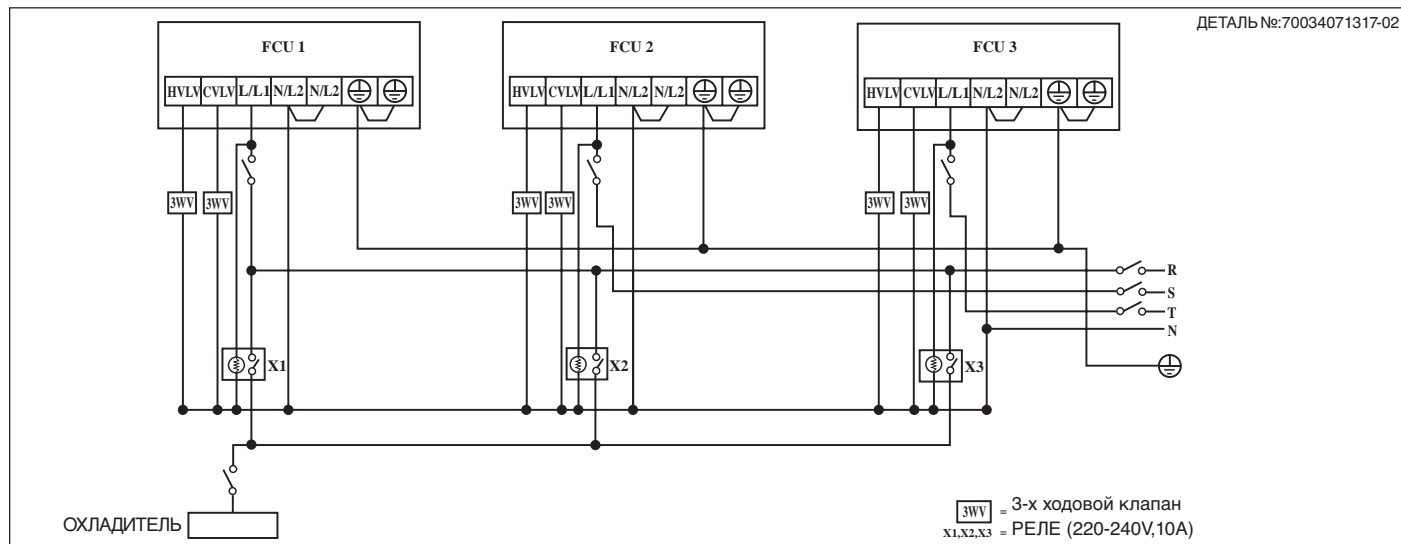 ДЕТАЛЬ №:70034071317-02
FCU 1
FCU 2
FCU 3
HVLV CVLV L/L1 N/L2 N/L2
HVLV CVLV L/L1 N/L2 N/L2
HVLV CVLV L/L1 N/L2 N/L2
3WV 3WV
3WV 3WV
3WV 3WV
R
S
T
N
X1
X2
X3
ОХЛАДИТЕЛЬ
3WV = 3-х ходовой клапан
X1,X2,X3 = РЕЛЕ (220-240V,10A)